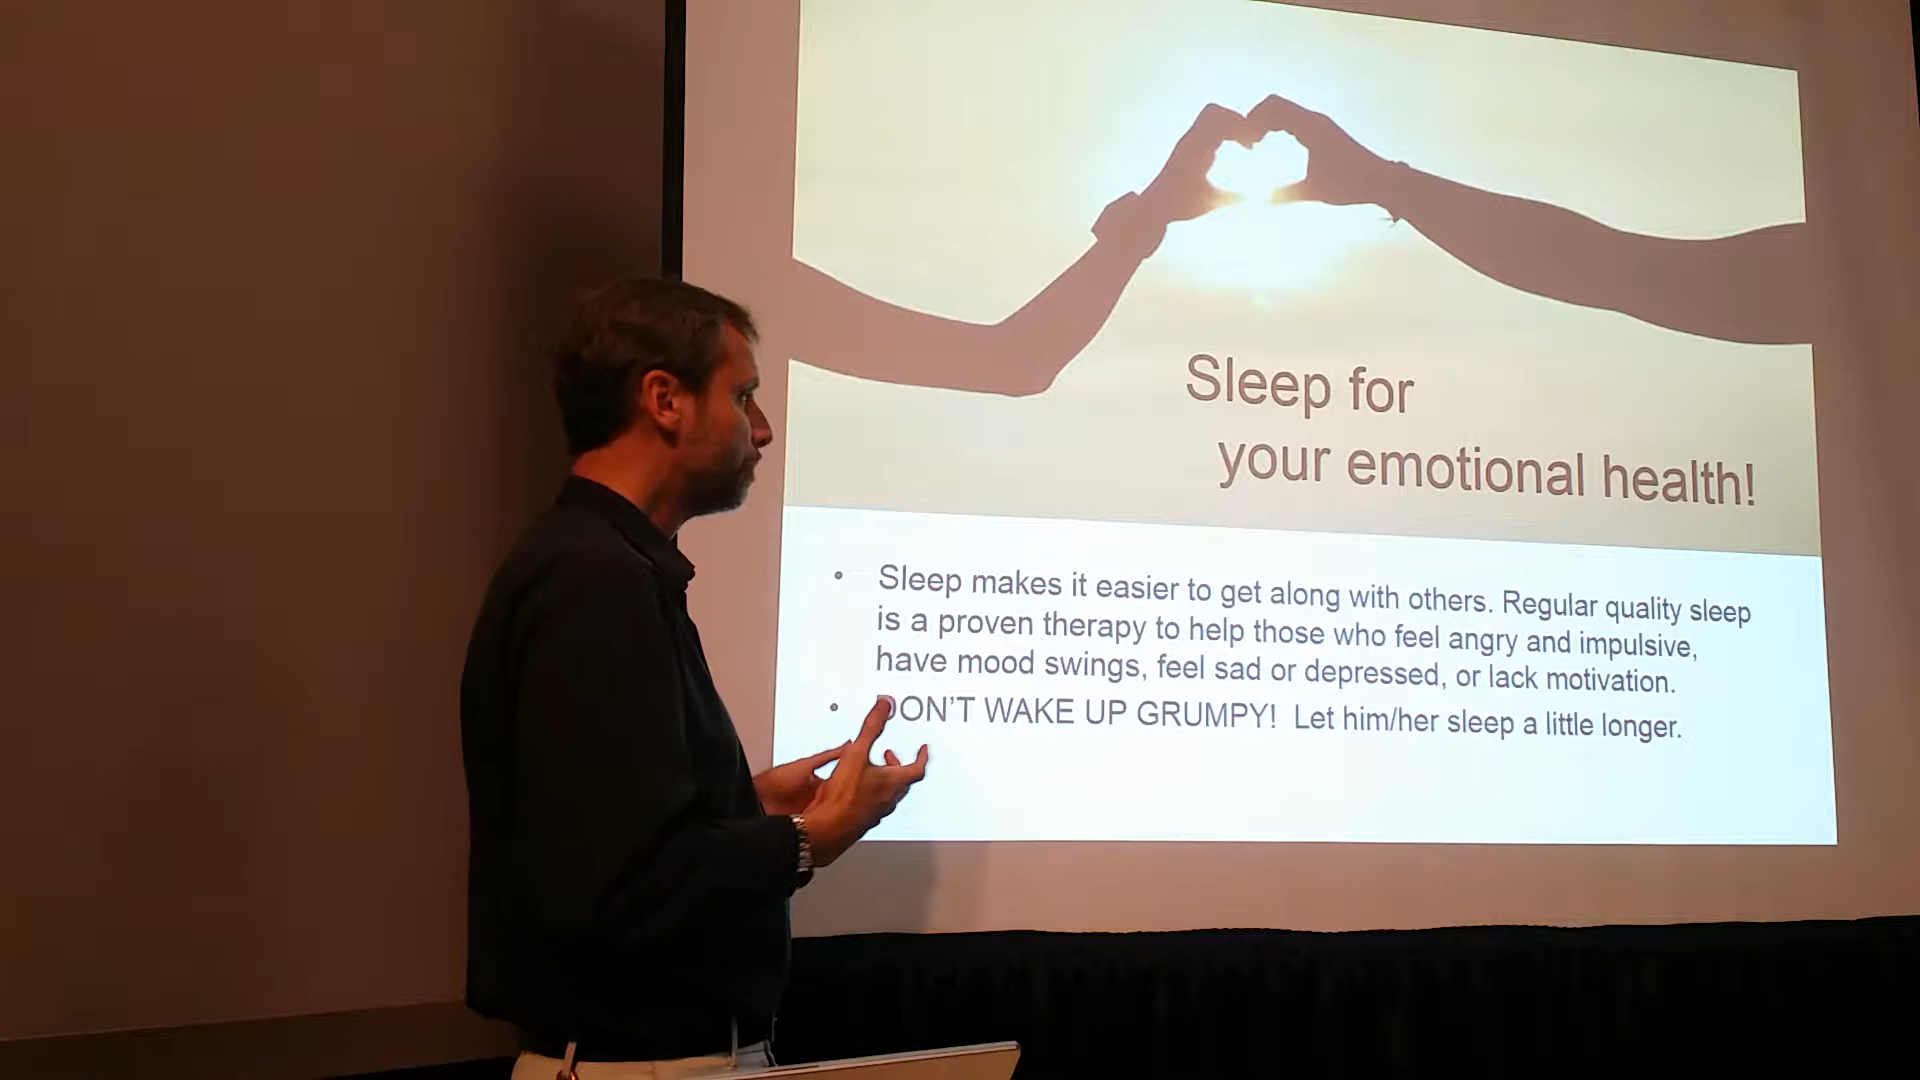 Sleep for
your emotional health!
• Sleep makes it easier to get along with others. Regular quality sleep
is a proven therapy to help those who feel angry and impulsive,
have mood swings, feel sad or depressed, or lack motivation.
• DON'T WAKE UP GRUMPY! Let him/her sleep a little longer.